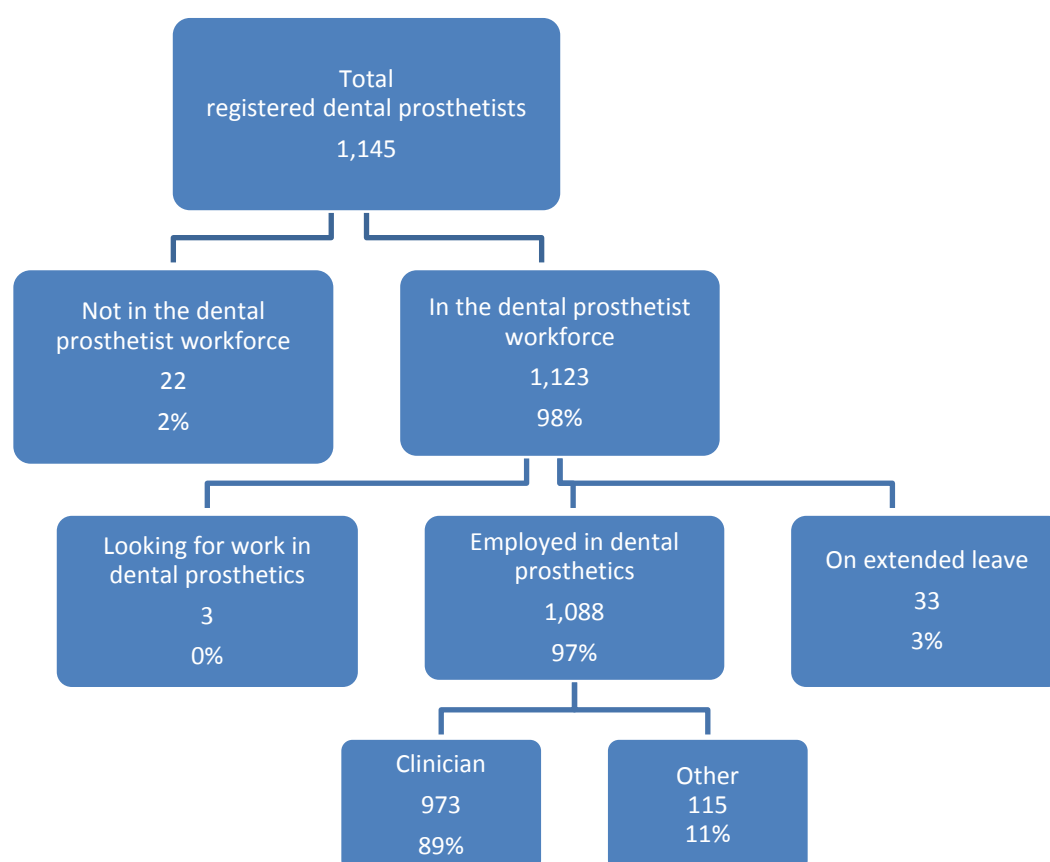 Total
registered dental prosthetists
1,145
Not in the dental
prosthetist workforce
22
2%
In the dental prosthetist
workforce
1,123
98%
Looking for work in
dental prosthetics
3
0%
Employed in dental
prosthetics
1,088
97%
On extended leave
33
3%
Clinician
973
89%
Other
115
11%